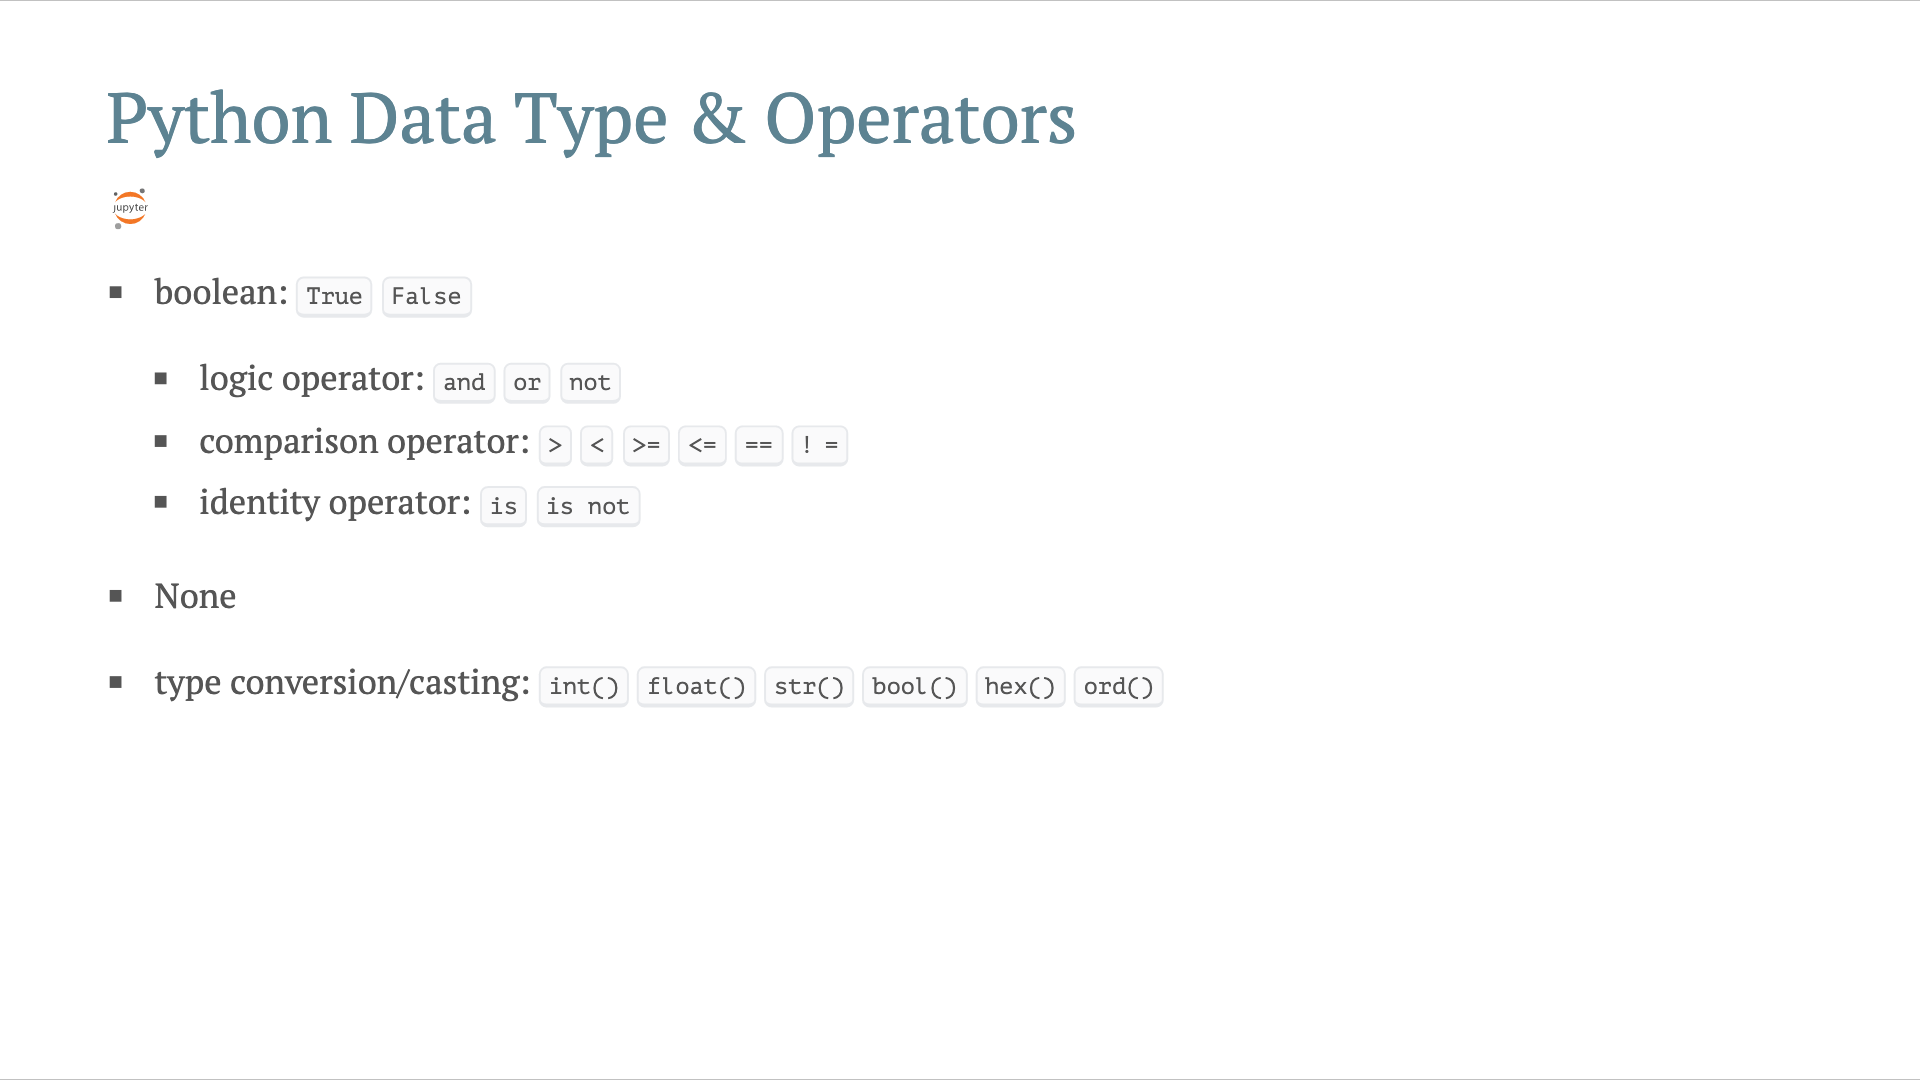 Python Data Type & Operators
jupyter
boolean: True False
logic operator: and or not
comparison operator: > < >= <= == ! =
identity operator: is is not
None
type conversion/casting: int() float() str() bool() hex() ord()